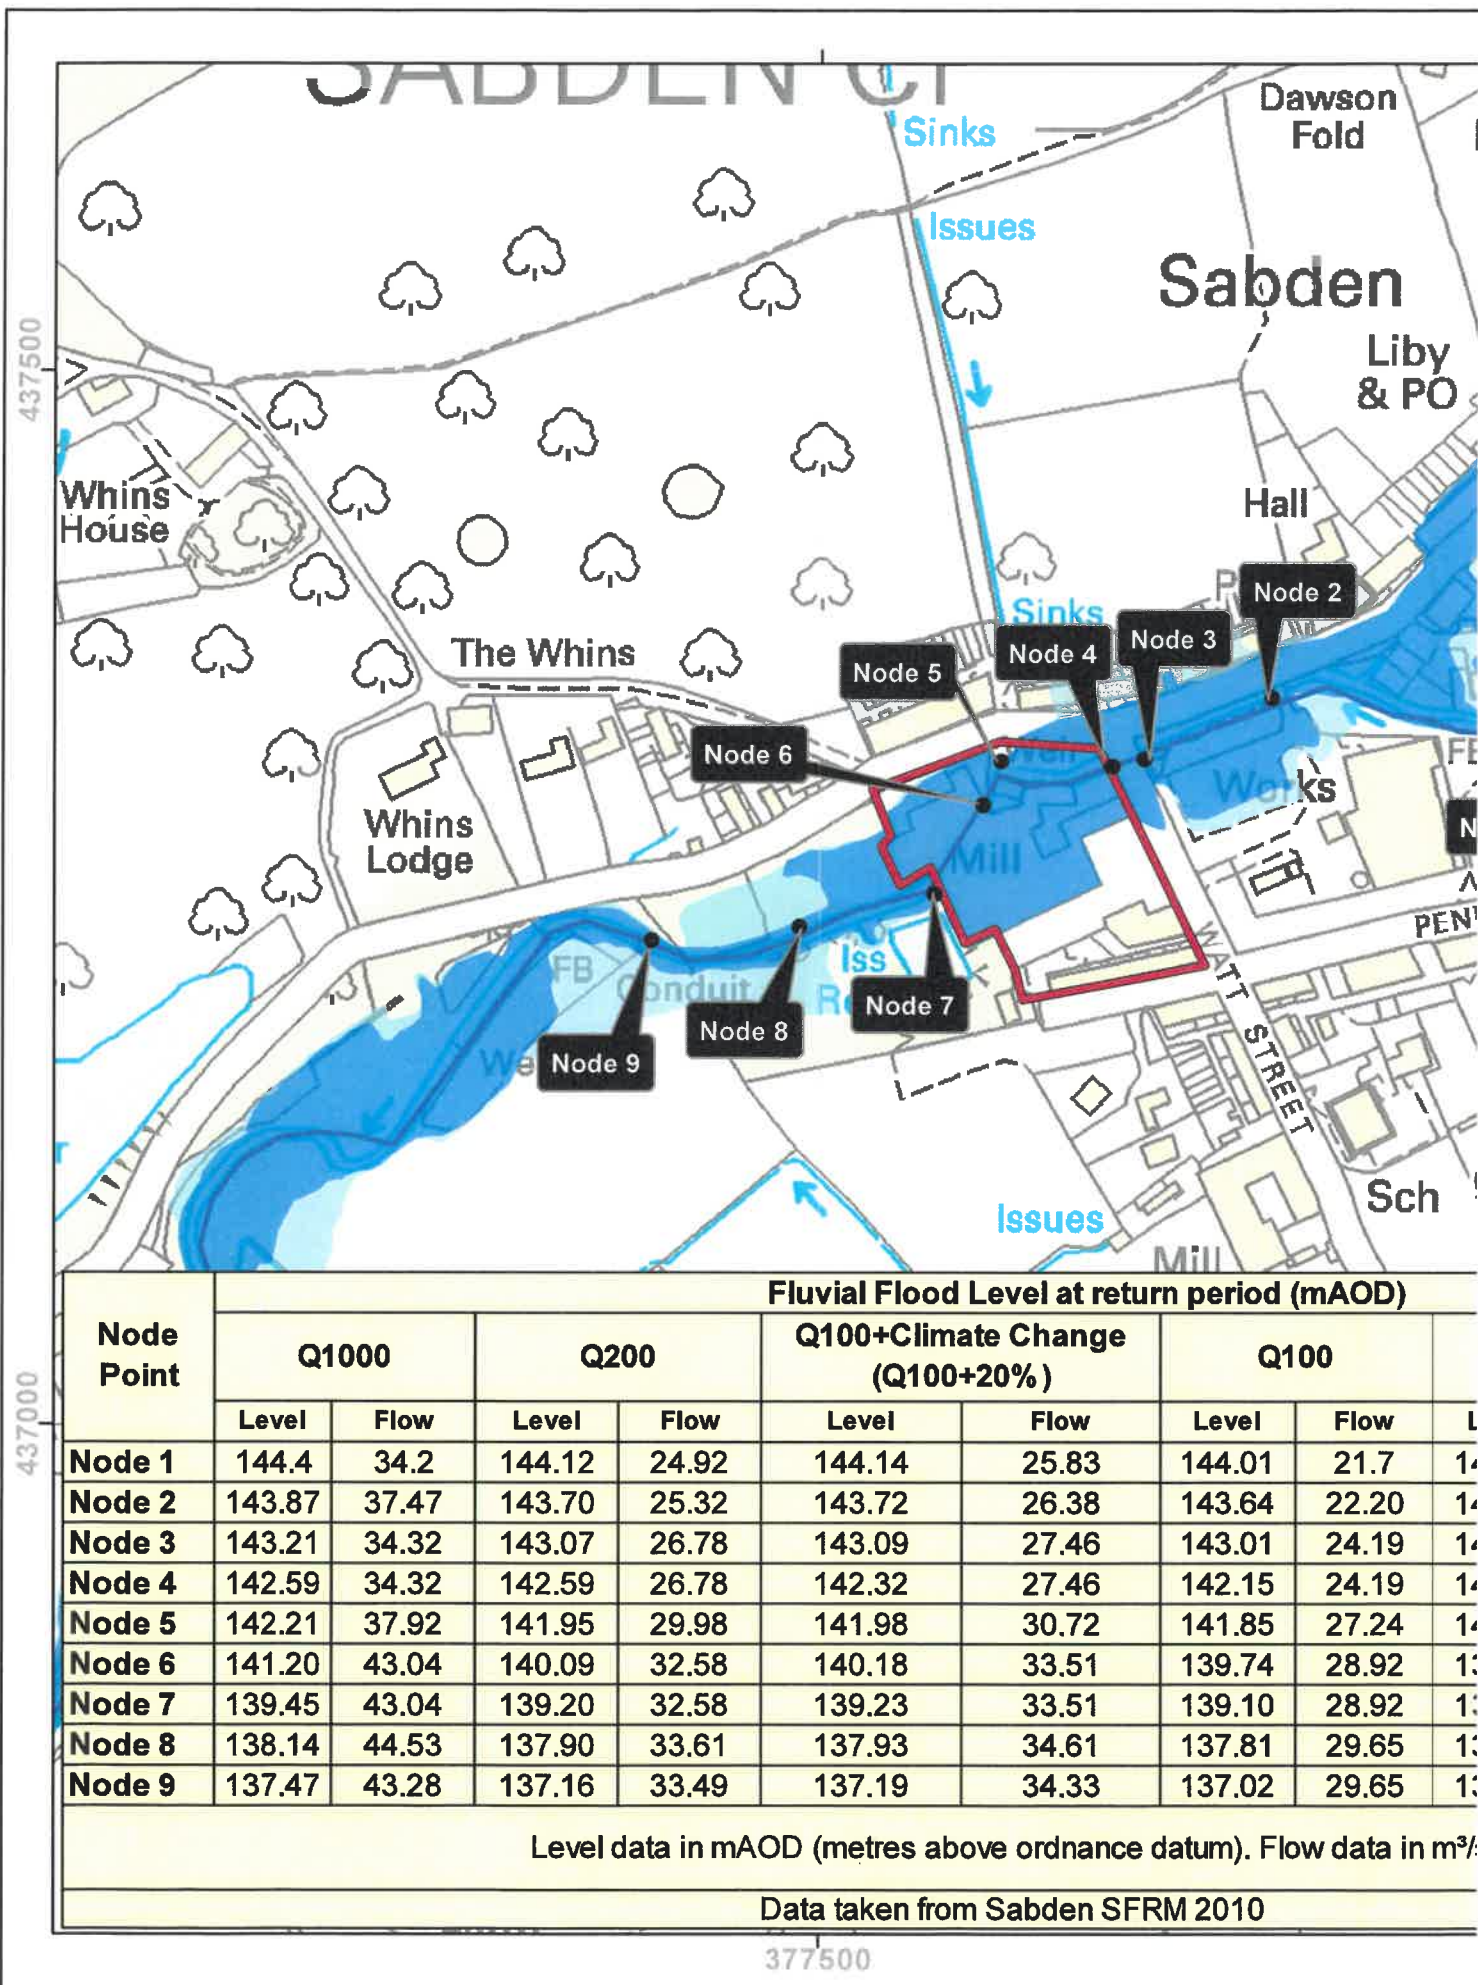 SABDEN CP
Sinks
Dawson
Fold
Issues
Sabden
Liby
& PO
437500
Whins
House
Hall
Node 2
Sinks
Node 3
Node 4
The Whins
Node 5
Node 6
Well
Works
Whins
Lodge
Mill
FB
Iss
FB
Conduit
Node 7
Node 8
Node 9
WATT STREET
Issues
Sch
Mill
Node Point
Fluvial Flood Level at return period (mAOD)
Q1000 Q200 Q100+Climate Change (Q100+20%) Q100
Level Flow Level Flow Level Flow Level Flow
Node 1 144.4 34.2 144.12 24.92 144.14 25.83 144.01 21.7
Node 2 143.87 37.47 143.70 25.32 143.72 26.38 143.64 22.20
Node 3 143.21 34.32 143.07 26.78 143.09 27.46 143.01 24.19
Node 4 142.59 34.32 142.59 26.78 142.32 27.46 142.15 24.19
Node 5 142.21 37.92 141.95 29.98 141.98 30.72 141.85 27.24
Node 6 141.20 43.04 140.09 32.58 140.18 33.51 139.74 28.92
Node 7 139.45 43.04 139.20 32.58 139.23 33.51 139.10 28.92
Node 8 138.14 44.53 137.90 33.61 137.93 34.61 137.81 29.65
Node 9 137.47 43.28 137.16 33.49 137.19 34.33 137.02 29.65
Level data in mAOD (metres above ordnance datum). Flow data in m³/
Data taken from Sabden SFRM 2010
437000
377500